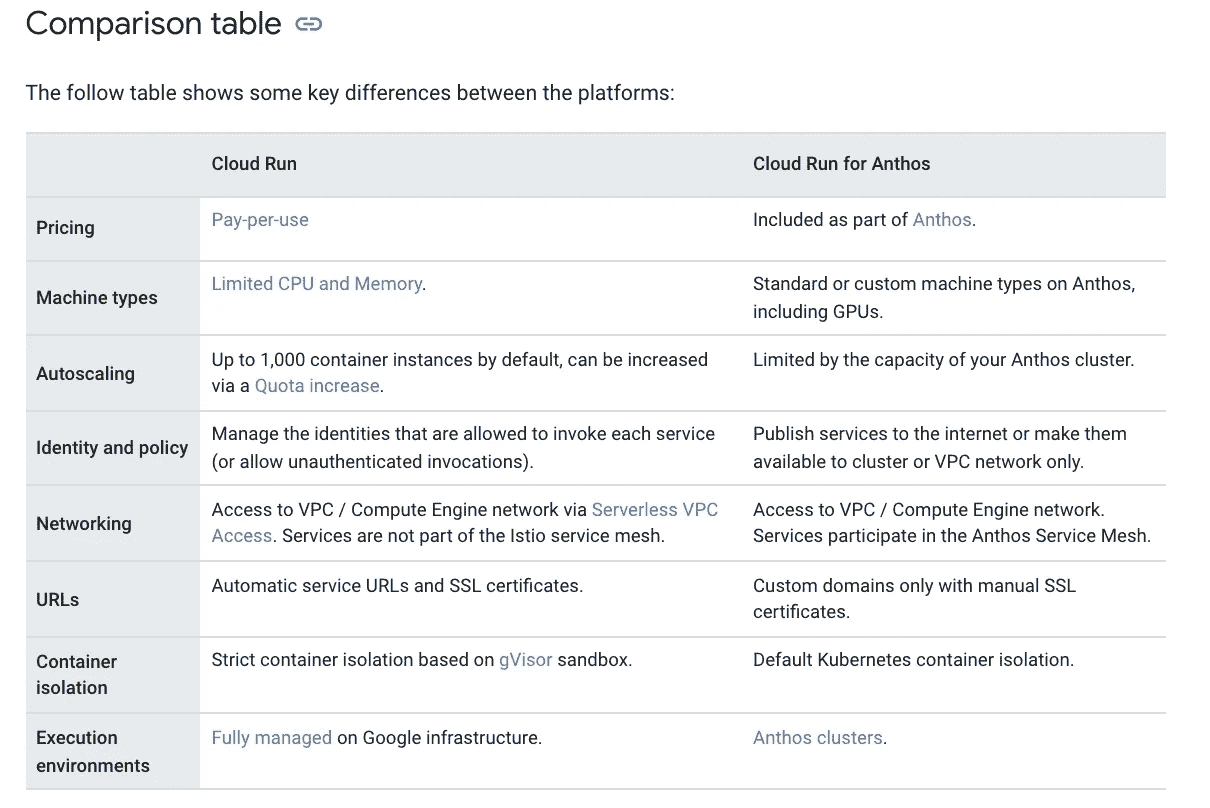 Comparison table
The follow table shows some key differences between the platforms:
Cloud Run
Cloud Run for Anthos
Pricing
Pay-per-use
Included as part of Anthos.
Machine types
Limited CPU and Memory.
Standard or custom machine types on Anthos,
including GPUs.
Autoscaling
Up to 1,000 container instances by default, can be increased
via a Quota increase.
Limited by the capacity of your Anthos cluster.
Identity and policy
Manage the identities that are allowed to invoke each service
(or allow unauthenticated invocations).
Publish services to the internet or make them
available to cluster or VPC network only.
Networking
Access to VPC / Compute Engine network via Serverless VPC
Access. Services are not part of the Istio service mesh.
Access to VPC / Compute Engine network.
Services participate in the Anthos Service Mesh.
URLs
Automatic service URLs and SSL certificates.
Custom domains only with manual SSL
certificates.
Container
isolation
Strict container isolation based on gVisor sandbox.
Default Kubernetes container isolation.
Execution
environments
Fully managed on Google infrastructure.
Anthos clusters.